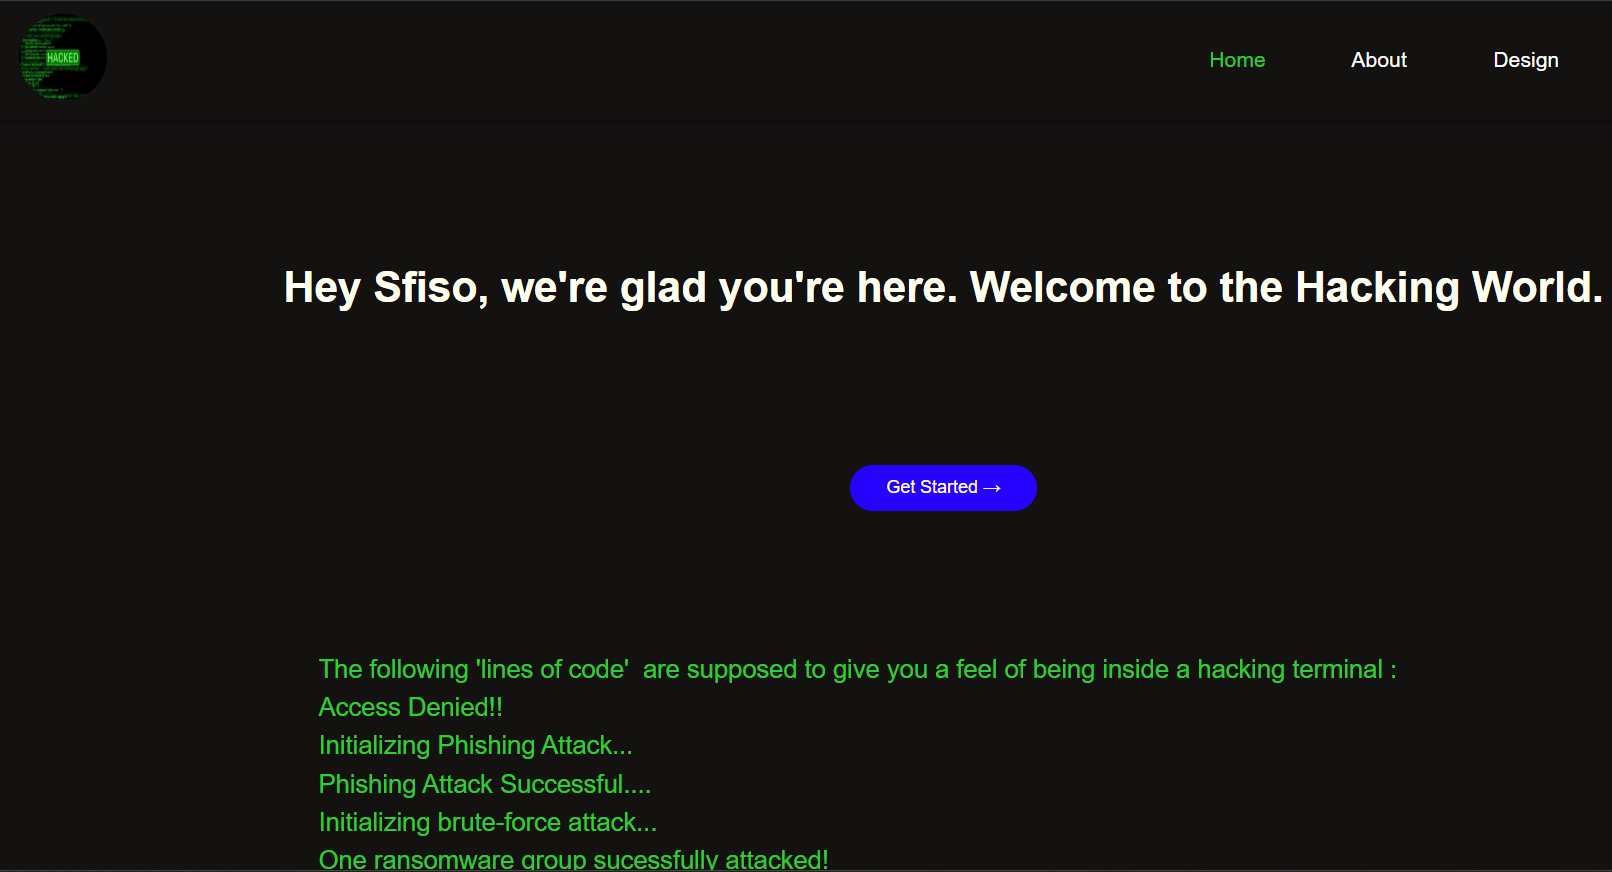 HACKED
Home
About
Design
Hey Sfiso, we're glad you're here. Welcome to the Hacking World.
Get Started →
The following 'lines of code'  are supposed to give you a feel of being inside a hacking terminal :
Access Denied!!
Initializing Phishing Attack...
Phishing Attack Successful....
Initializing brute-force attack...
One ransomware group sucessfully attacked!